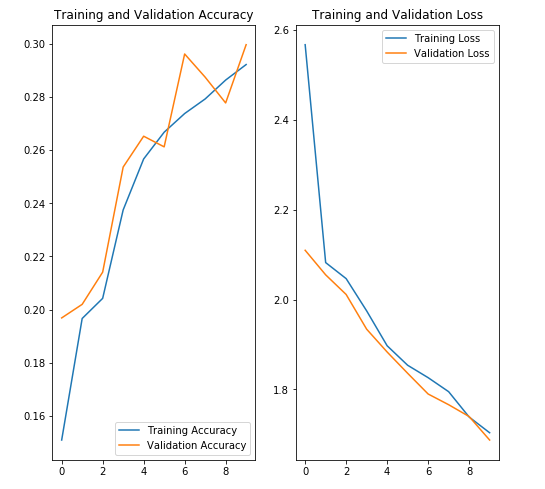 Training and Validation Accuracy
0.30
0.28
0.26
0.24
0.22
0.20
0.18
0.16
0 2 4 6 8
Training Accuracy
Validation Accuracy
Training and Validation Loss
2.6
2.4
2.2
2.0
1.8
0 2 4 6 8
Training Loss
Validation Loss